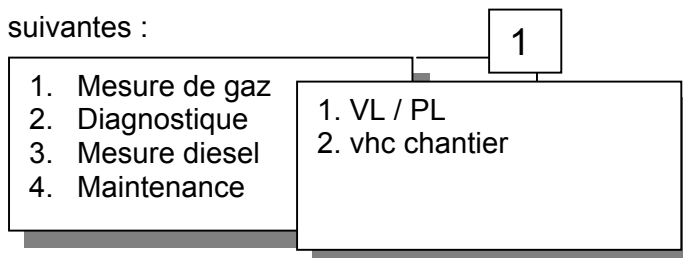 suivantes :
1
1. Mesure de gaz
2. Diagnostique
3. Mesure diesel
4. Maintenance
1. VL / PL
2. vhc chantier